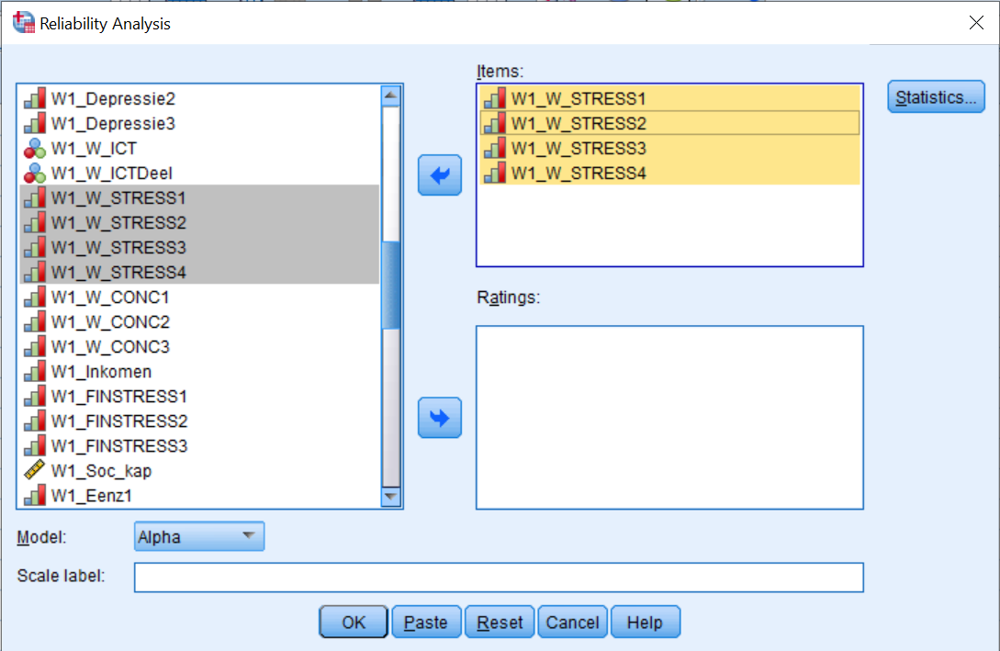 Reliability Analysis
W1_Depressie2
W1_Depressie3
W1_W_ICT
W1_W_ICTDeel
W1_W_STRESS1
W1_W_STRESS2
W1_W_STRESS3
W1_W_STRESS4
W1_W_CONC1
W1_W_CONC2
W1_W_CONC3
W1_Inkomen
W1_FINSTRESS1
W1_FINSTRESS2
W1_FINSTRESS3
W1_Soc_kap
W1_Eenz1
Items:
W1_W_STRESS1
W1_W_STRESS2
W1_W_STRESS3
W1_W_STRESS4
Statistics...
Ratings:
Model:
Alpha
Scale label:
OK
Paste
Reset
Cancel
Help